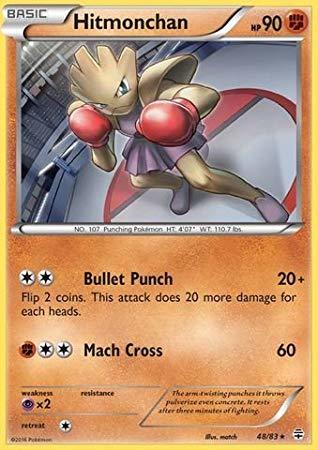 BASIC Hitmonchan HP 90
NO. 107 Punching Pokémon HT: 4'07" WT: 110.7 lbs.
Bullet Punch 20+
Flip 2 coins. This attack does 20 more damage for
each heads.
Mach Cross 60
weakness resistance
×2
The arm-twisting punches it throws
pulverize even concrete. It rests
after three minutes of fighting.
retreat
©2016 Pokémon Illus. match 48/83